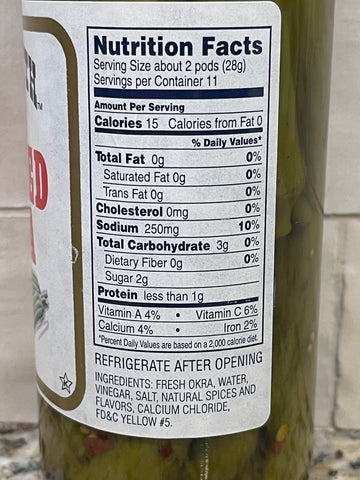 TH
TM
ED
A
Nutrition Facts
Serving Size about 2 pods (28g)
Servings per Container 11
Amount Per Serving
Calories 15 Calories from Fat 0
% Daily Values*
Total Fat 0g 0%
Saturated Fat 0g 0%
Trans Fat 0g 0%
Cholesterol 0mg 0%
Sodium 250mg 10%
Total Carbohydrate 3g 0%
Dietary Fiber 0g 0%
Sugar 2g
Protein less than 1g
Vitamin A 4% • Vitamin C 6%
Calcium 4% • Iron 2%
*Percent Daily Values are based on a 2,000 calorie diet.
REFRIGERATE AFTER OPENING
INGREDIENTS: FRESH OKRA, WATER,
VINEGAR, SALT, NATURAL SPICES AND
FLAVORS, CALCIUM CHLORIDE,
FD&C YELLOW #5.
K